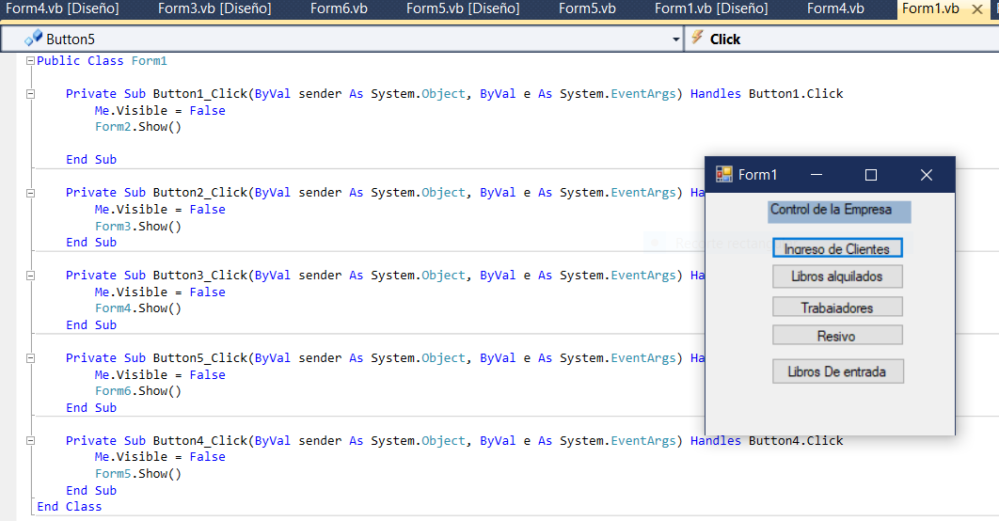 Form4.vb [Diseño] Form3.vb [Diseño] Form6.vb Form5.vb [Diseño] Form5.vb Form1.vb [Diseño] Form4.vb Form1.vb
Button5 Click
Public Class Form1
Private Sub Button1_Click(ByVal sender As System.Object, ByVal e As System.EventArgs) Handles Button1.Click
Me.Visible = False
Form2.Show()
End Sub
Private Sub Button2_Click(ByVal sender As System.Object, ByVal e As System.EventArgs) Ha
Me.Visible = False
Form3.Show()
End Sub
Private Sub Button3_Click(ByVal sender As System.Object, ByVal e As System.EventArgs) Ha
Me.Visible = False
Form4.Show()
End Sub
Private Sub Button5_Click(ByVal sender As System.Object, ByVal e As System.EventArgs) Ha
Me.Visible = False
Form6.Show()
End Sub
Private Sub Button4_Click(ByVal sender As System.Object, ByVal e As System.EventArgs) Handles Button4.Click
Me.Visible = False
Form5.Show()
End Sub
End Class
Form1
Control de la Empresa
Ingreso de Clientes
Libros alquilados
Trabajadores
Resivo
Libros De entrada